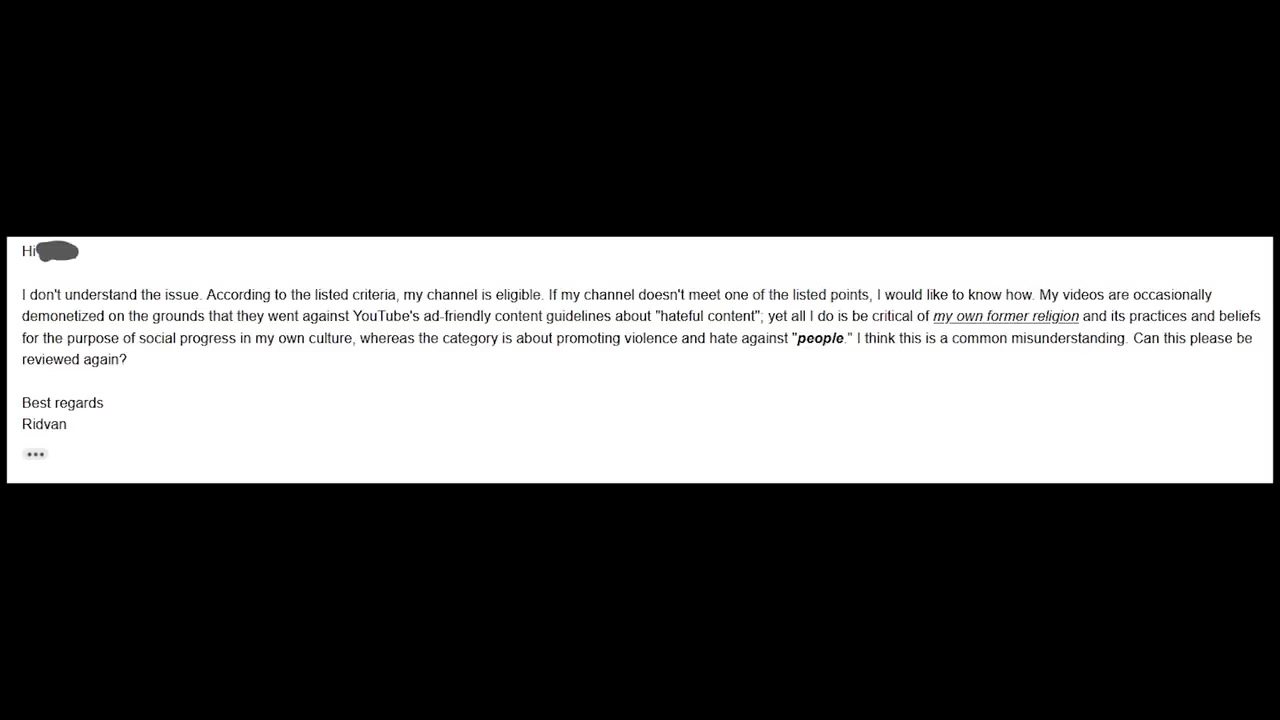 Hi
I don't understand the issue. According to the listed criteria, my channel is eligible. If my channel doesn't meet one of the listed points, I would like to know how. My videos are occasionally
demonetized on the grounds that they went against YouTube's ad-friendly content guidelines about "hateful content"; yet all I do is be critical of my own former religion and its practices and beliefs
for the purpose of social progress in my own culture, whereas the category is about promoting violence and hate against "people." I think this is a common misunderstanding. Can this please be
reviewed again?
Best regards
Ridvan